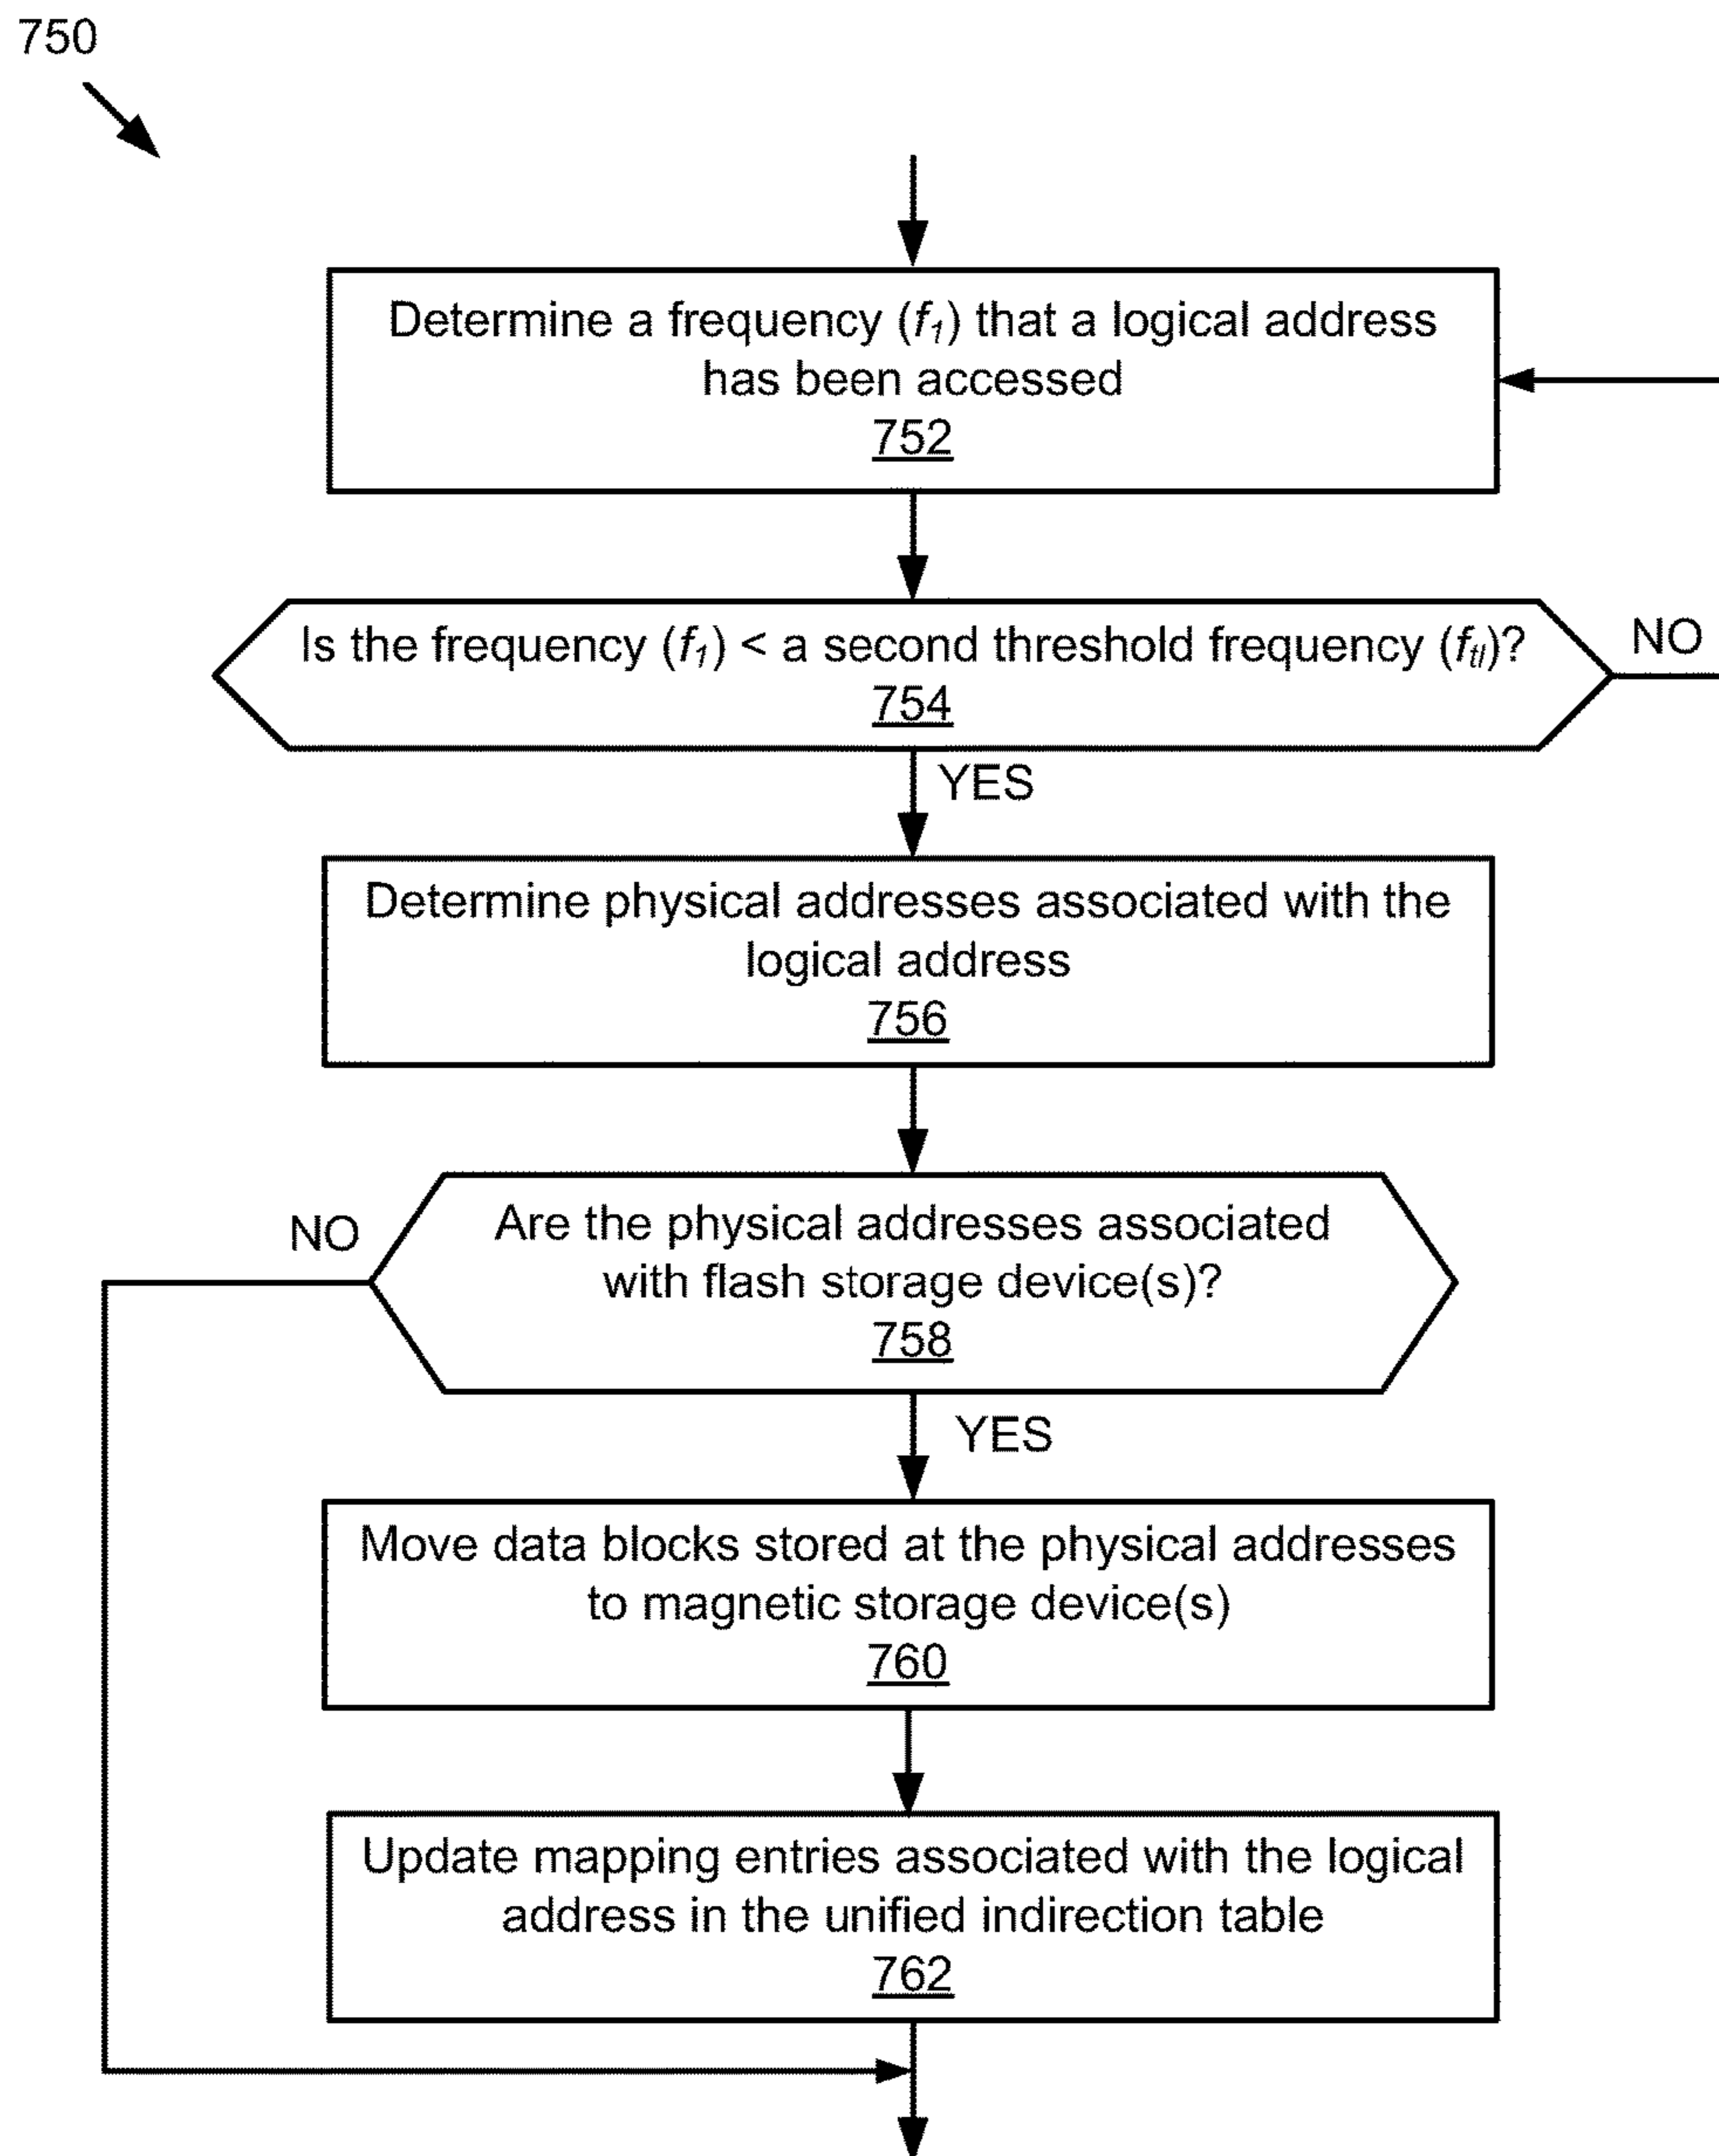 750
Determine a frequency (f1) that a logical address
has been accessed
752
Is the frequency (f1) < a second threshold frequency (ftl)?
754
NO
YES
Determine physical addresses associated with the
logical address
756
NO
Are the physical addresses associated
with flash storage device(s)?
758
YES
Move data blocks stored at the physical addresses
to magnetic storage device(s)
760
Update mapping entries associated with the logical
address in the unified indirection table
762